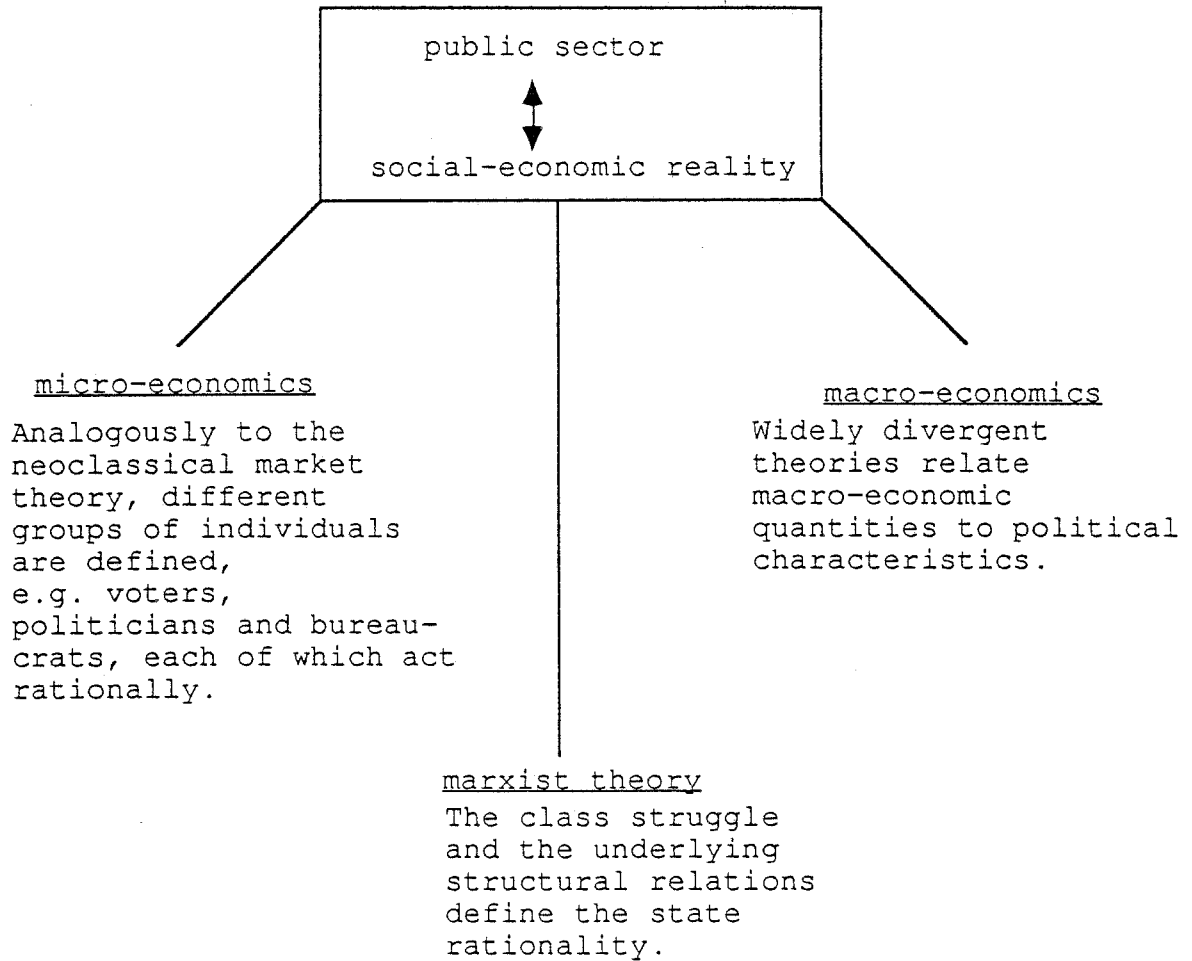 public sector
social-economic reality
micro-economics
Analogously to the
neoclassical market
theory, different
groups of individuals
are defined,
e.g. voters,
politicians and bureau-
crats, each of which act
rationally.
macro-economics
Widely divergent
theories relate
macro-economic
quantities to political
characteristics.
marxist theory
The class struggle
and the underlying
structural relations
define the state
rationality.